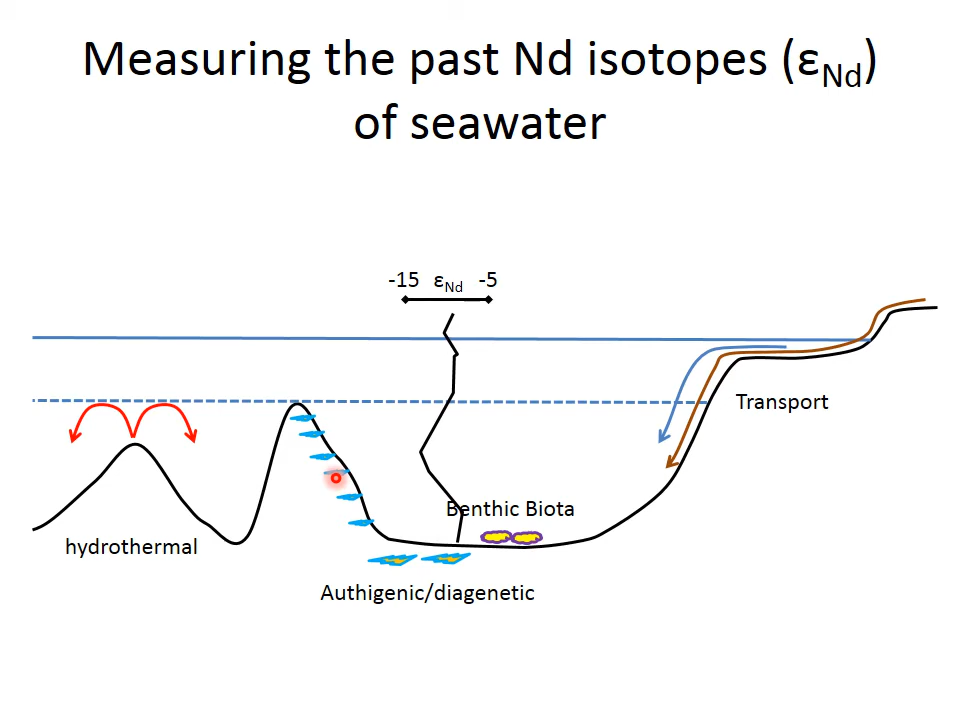 Measuring the past Nd isotopes (εNd)
of seawater
-15 εNd -5
Transport
Benthic Biota
hydrothermal
Authigenic/diagenetic